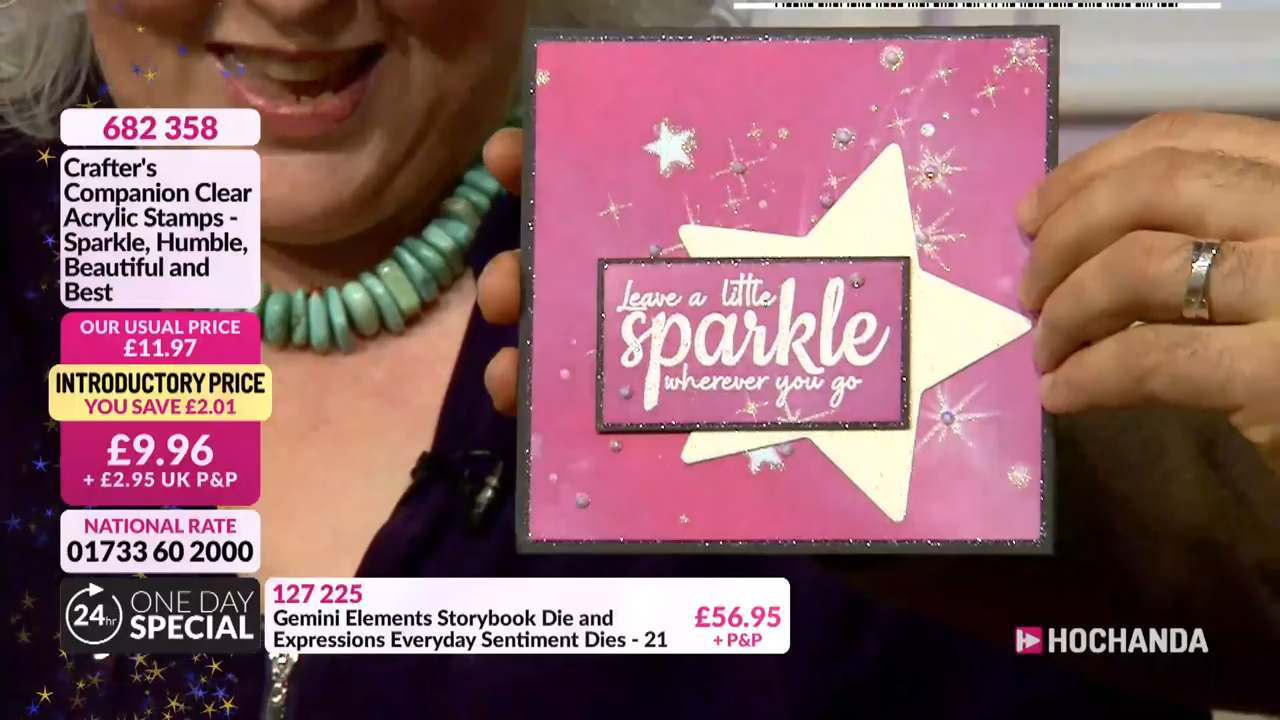 682 358
Crafter's
Companion Clear
Acrylic Stamps -
Sparkle, Humble,
Beautiful and
Best
OUR USUAL PRICE
£11.97
INTRODUCTORY PRICE
YOU SAVE £2.01
£9.96
+ £2.95 UK P&P
NATIONAL RATE
01733 60 2000
24hr
ONE DAY
SPECIAL
127 225
Gemini Elements Storybook Die and
Expressions Everyday Sentiment Dies - 21
£56.95
+ P&P
Leave a little
sparkle
wherever you go
HOCHANDA